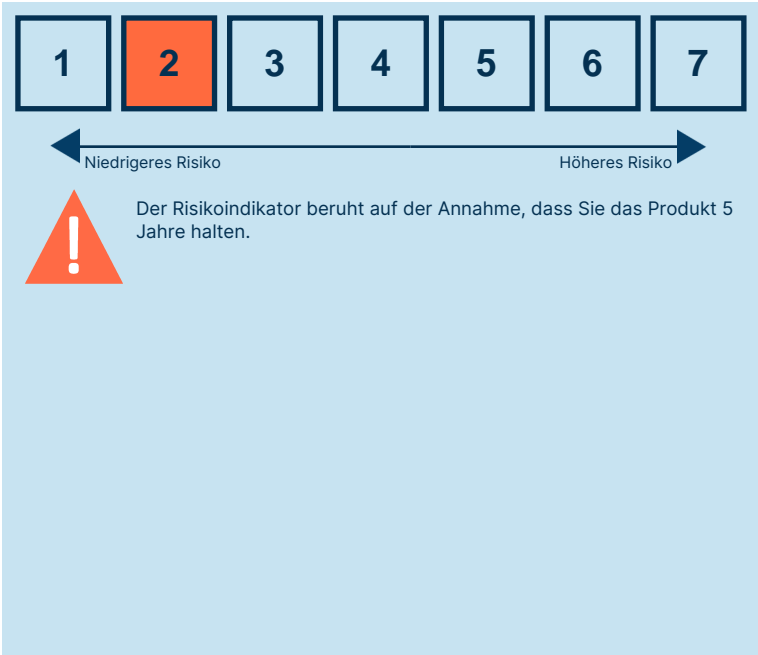 1 2 3 4 5 6 7
Niedrigeres Risiko Höheres Risiko
Der Risikoindikator beruht auf der Annahme, dass Sie das Produkt 5
Jahre halten.
!